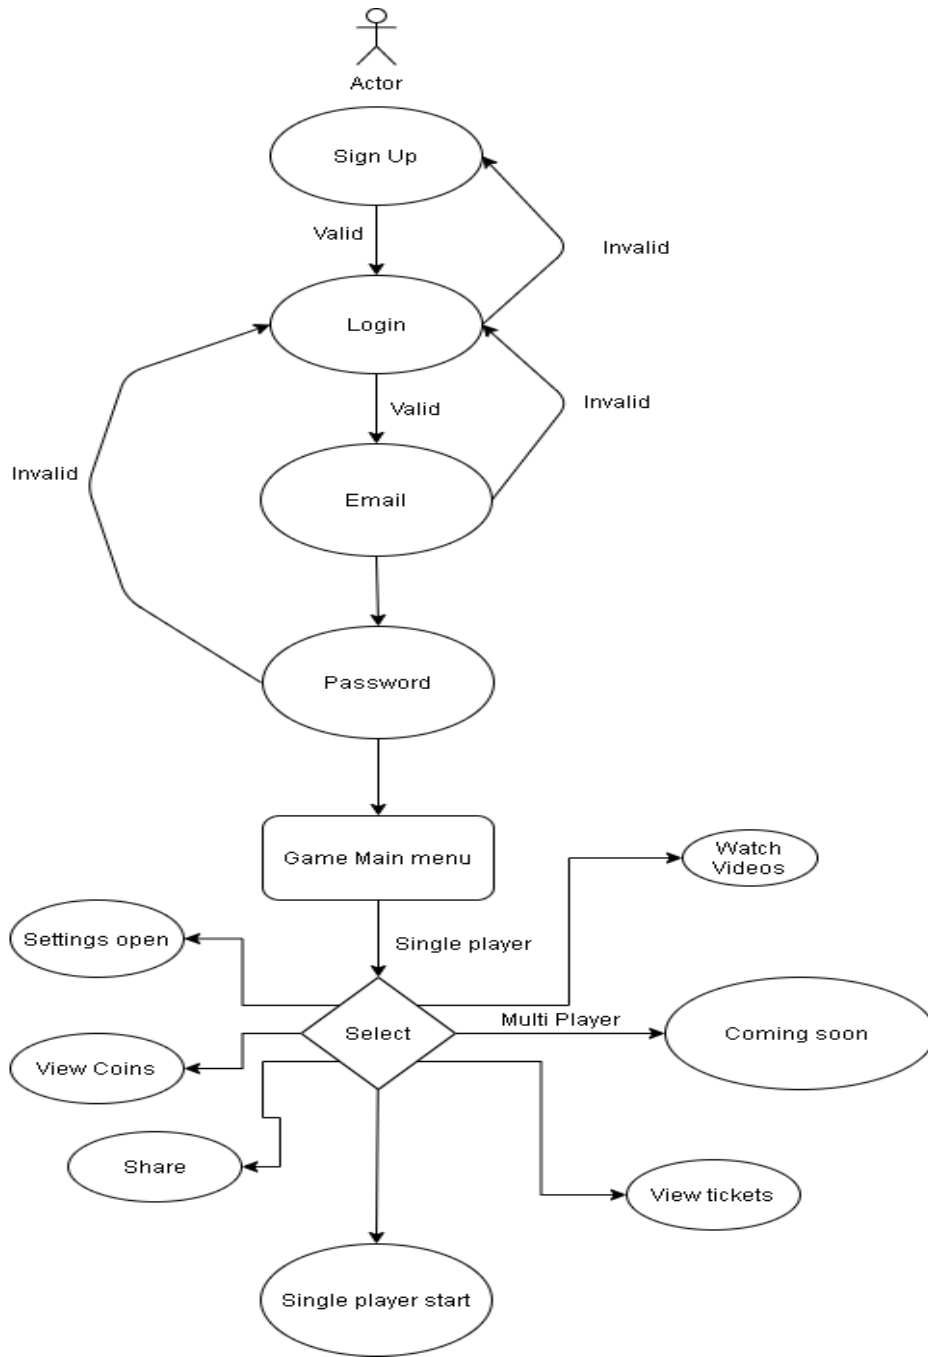 Actor
Sign Up
Valid
Invalid
Login
Valid
Invalid
Invalid
Email
Password
Game Main menu
Watch
Videos
Settings open
Single player
Select
Multi Player
Coming soon
View Coins
Share
View tickets
Single player start